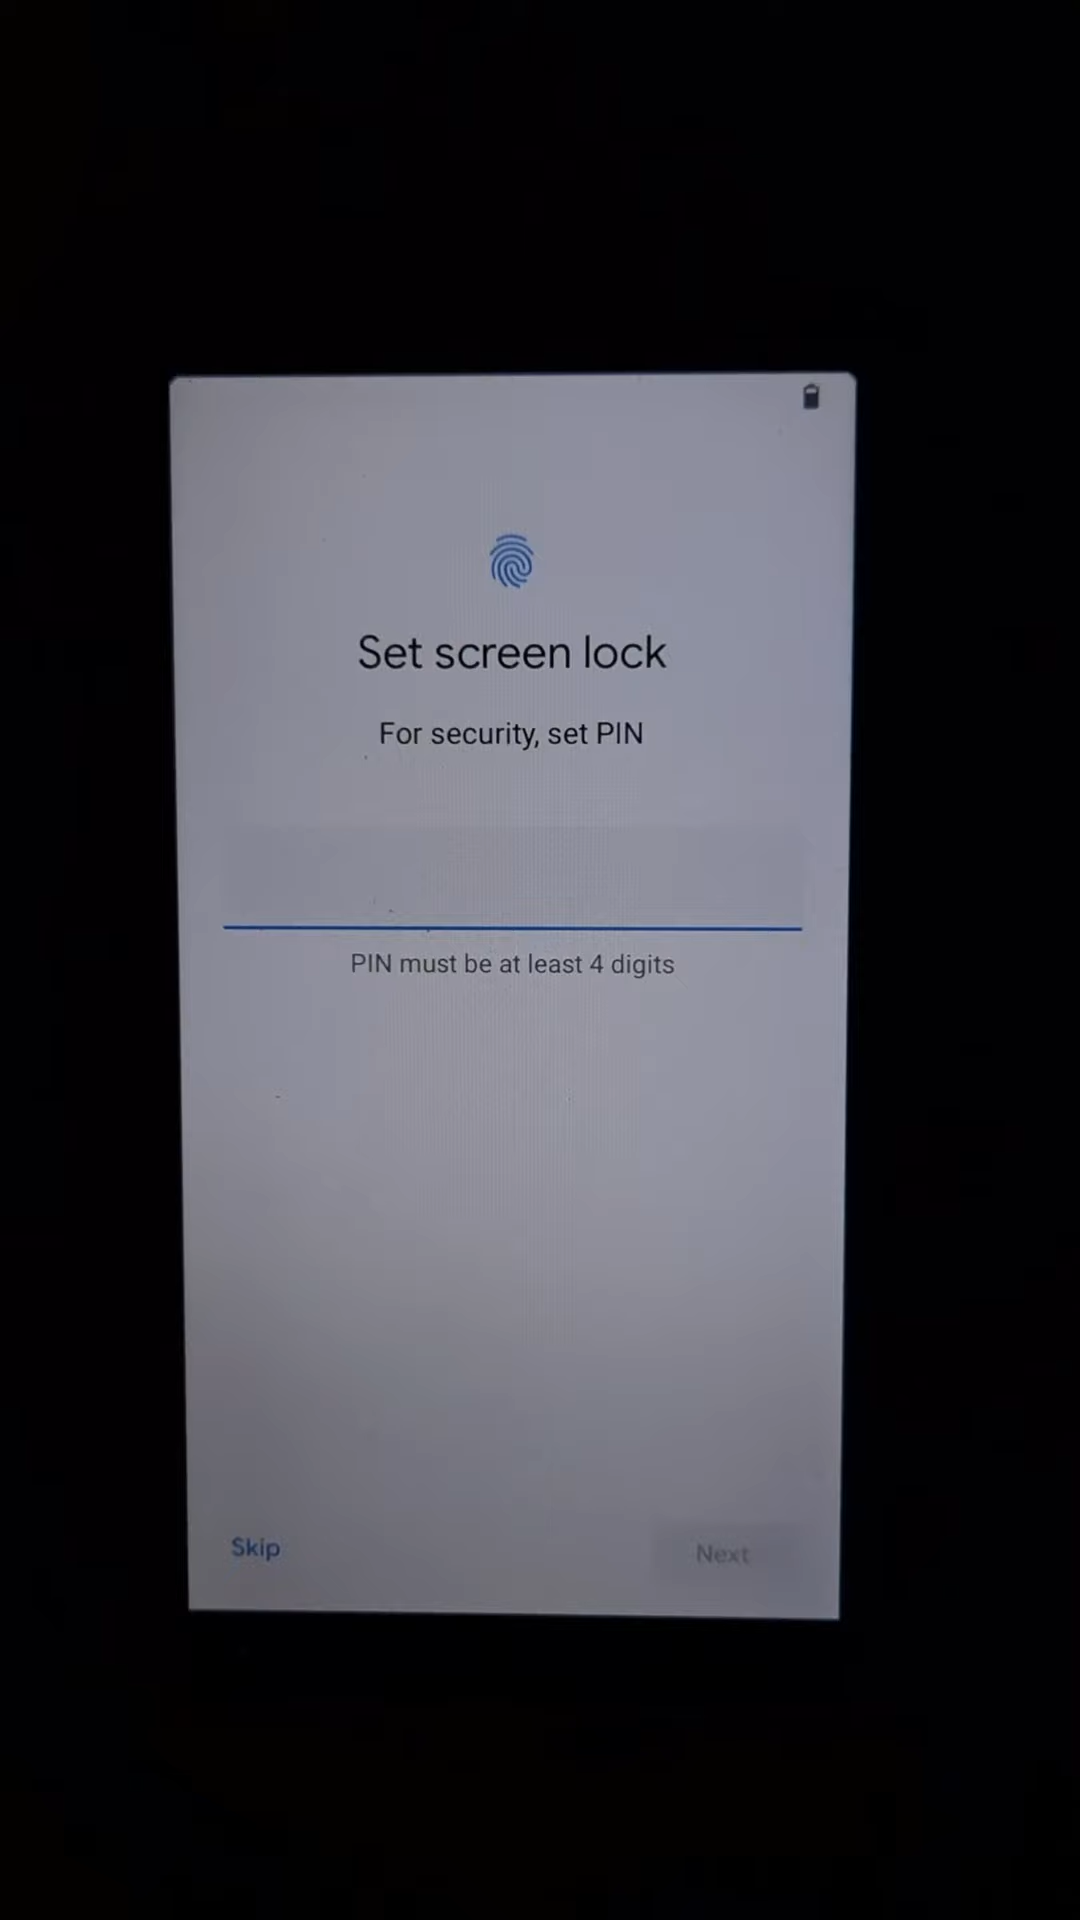 Set screen lock
For security, set PIN
PIN must be at least 4 digits
Skip
Next